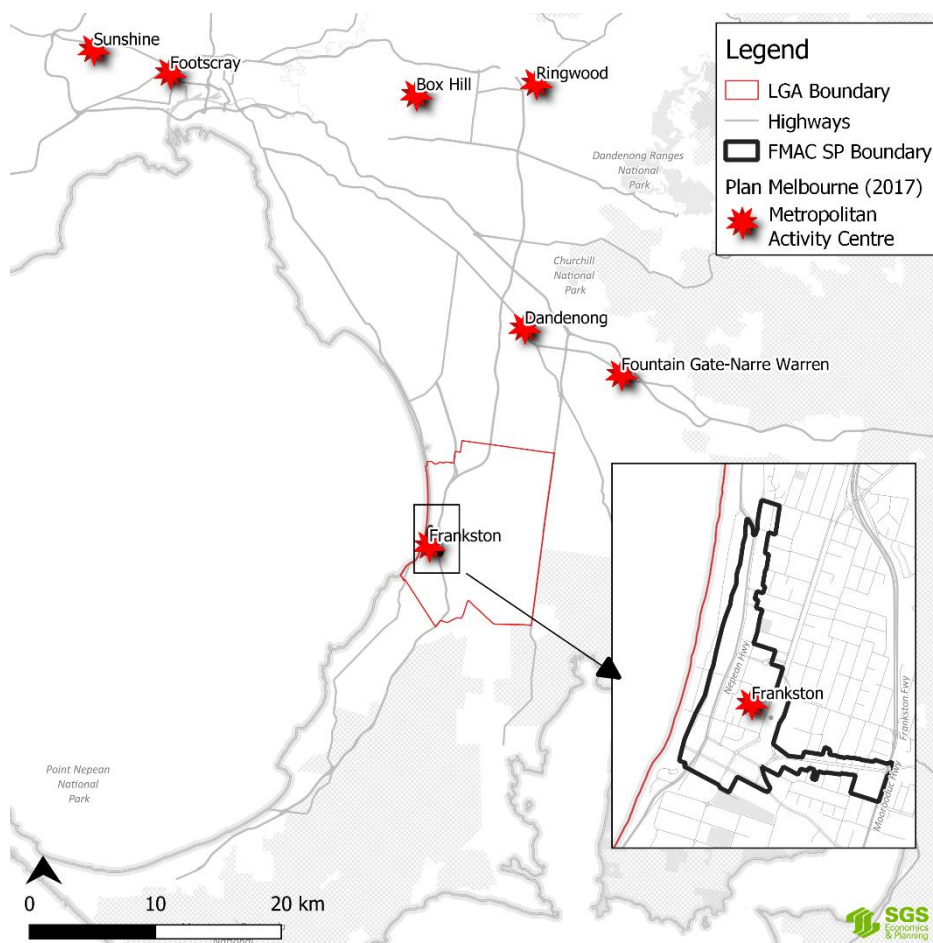 Sunshine
Footscray
Box Hill
Ringwood
Legend
LGA Boundary
Highways
FMAC SP Boundary
Plan Melbourne (2017)
Metropolitan
Activity Centre
Dandenong Ranges
National
Park
Churchill
National
Park
Dandenong
Fountain Gate-Narre Warren
Frankston
Nepean Hwy
Frankston
Frankston Fwy
Moorooduc Hwy
Point Nepean
National
Park
0 10 20 km
National
SGS
Economics
& Planning